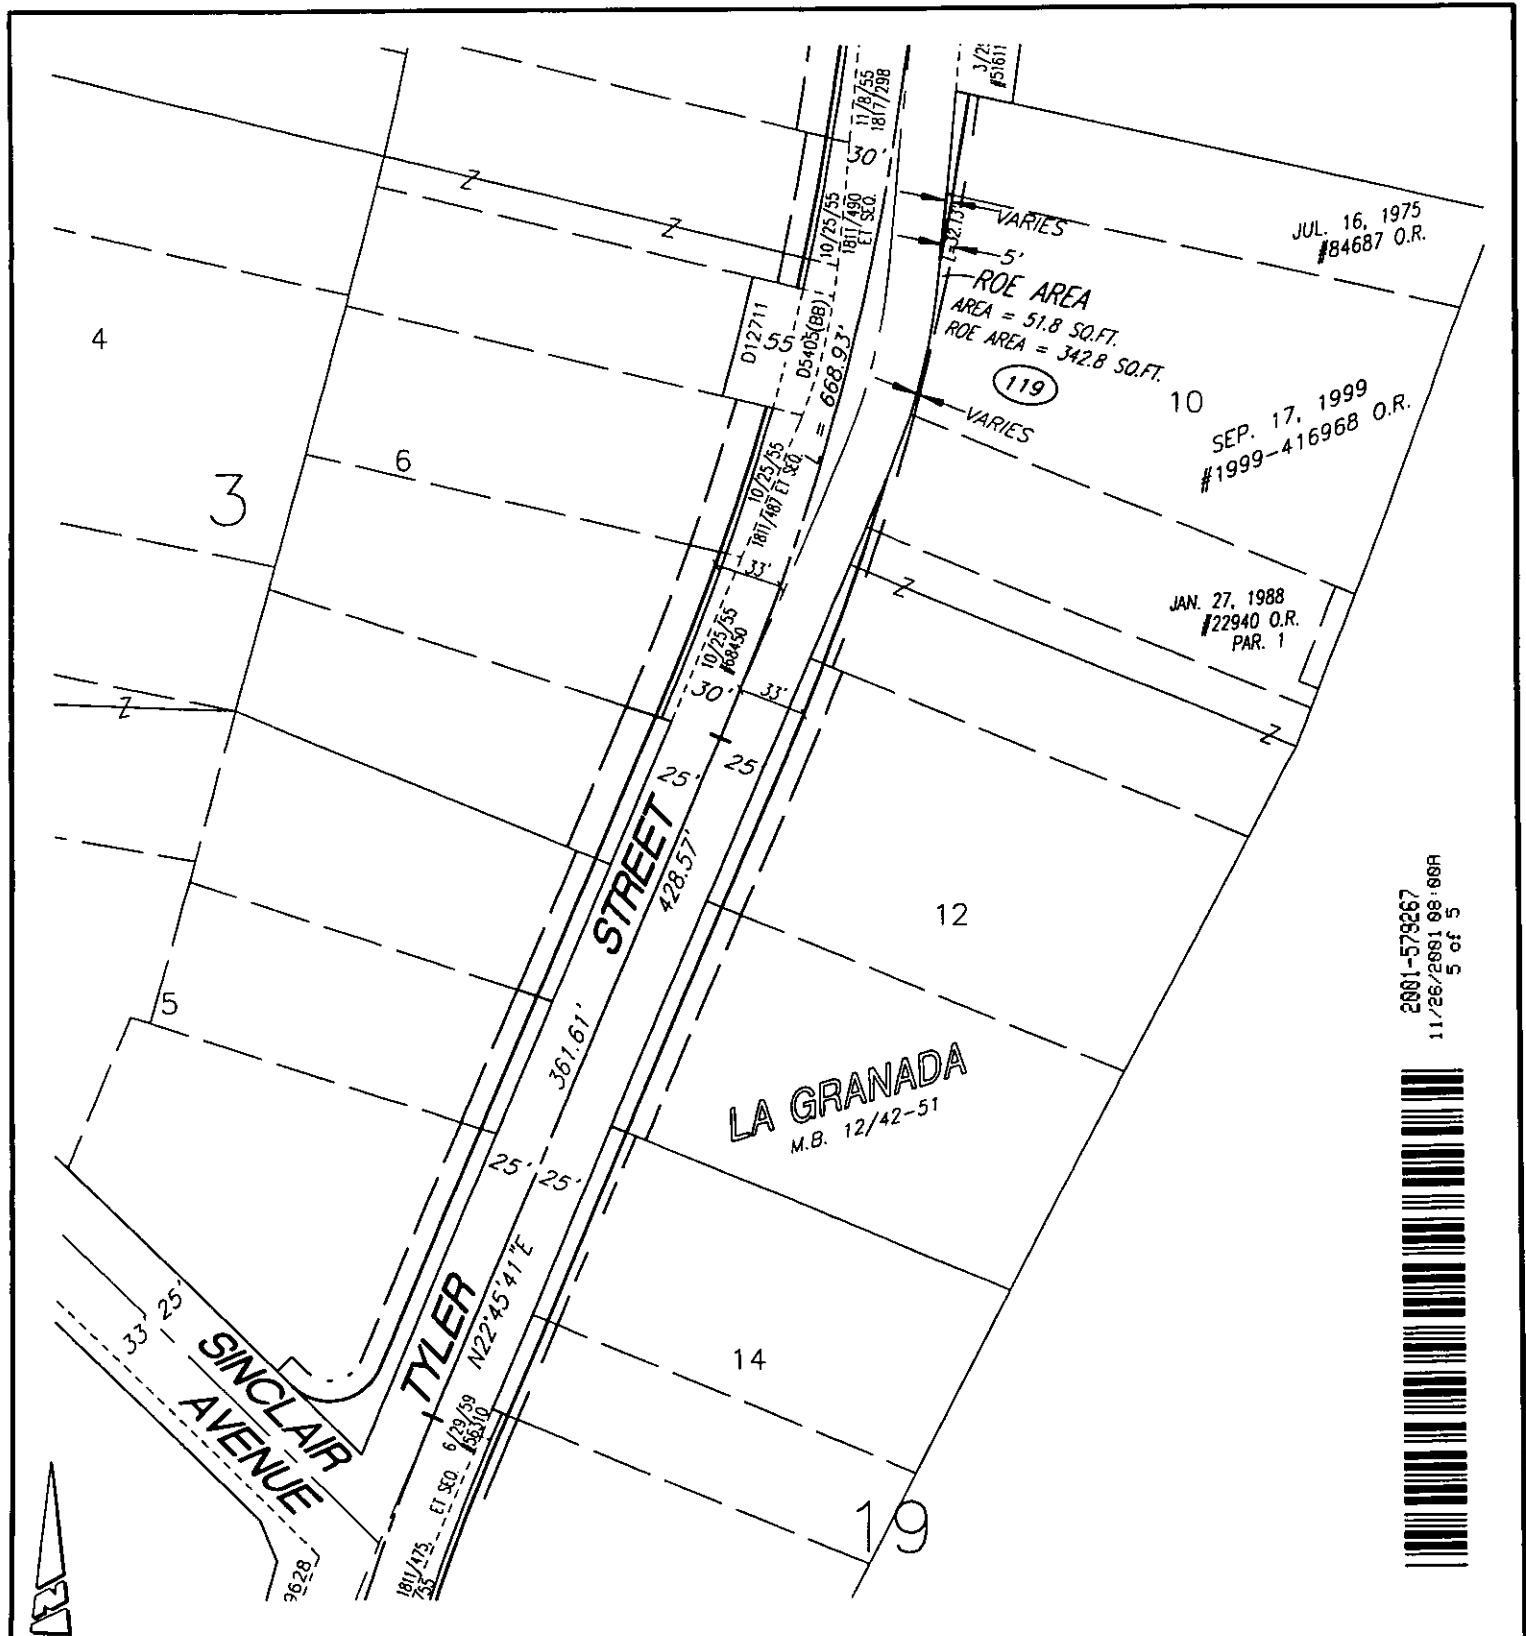 11/8/55
1817/298
3/2
#51611
30'
10/25/55
1811/490
ET SEQ.
VARIES
5'
ROE AREA
AREA = 51.8 SQ.FT.
ROE AREA = 342.8 SQ.FT.
119
VARIES
JUL. 16, 1975
#84687 O.R.
10
SEP. 17, 1999
#1999-416968 O.R.
JAN. 27, 1988
#22940 O.R.
PAR. 1
Z
Z
D12711
55'
D5405(BB)
L = 668.93'
4
6
3
10/25/55
1811/487 ET SEQ.
33'
10/25/55
#68450
30'
33'
Z
Z
Z
25'
25'
STREET
428.57'
12
5
361.61'
LA GRANADA
M.B. 12/42-51
25'
25'
TYLER
N22°45'41"E
14
25'
33'
SINCLAIR
AVENUE
6/29/59
#56310
ET SEQ.
1811/475
755
9628
19
N
2001-579267
11/26/2001 08:00A
5 of 5